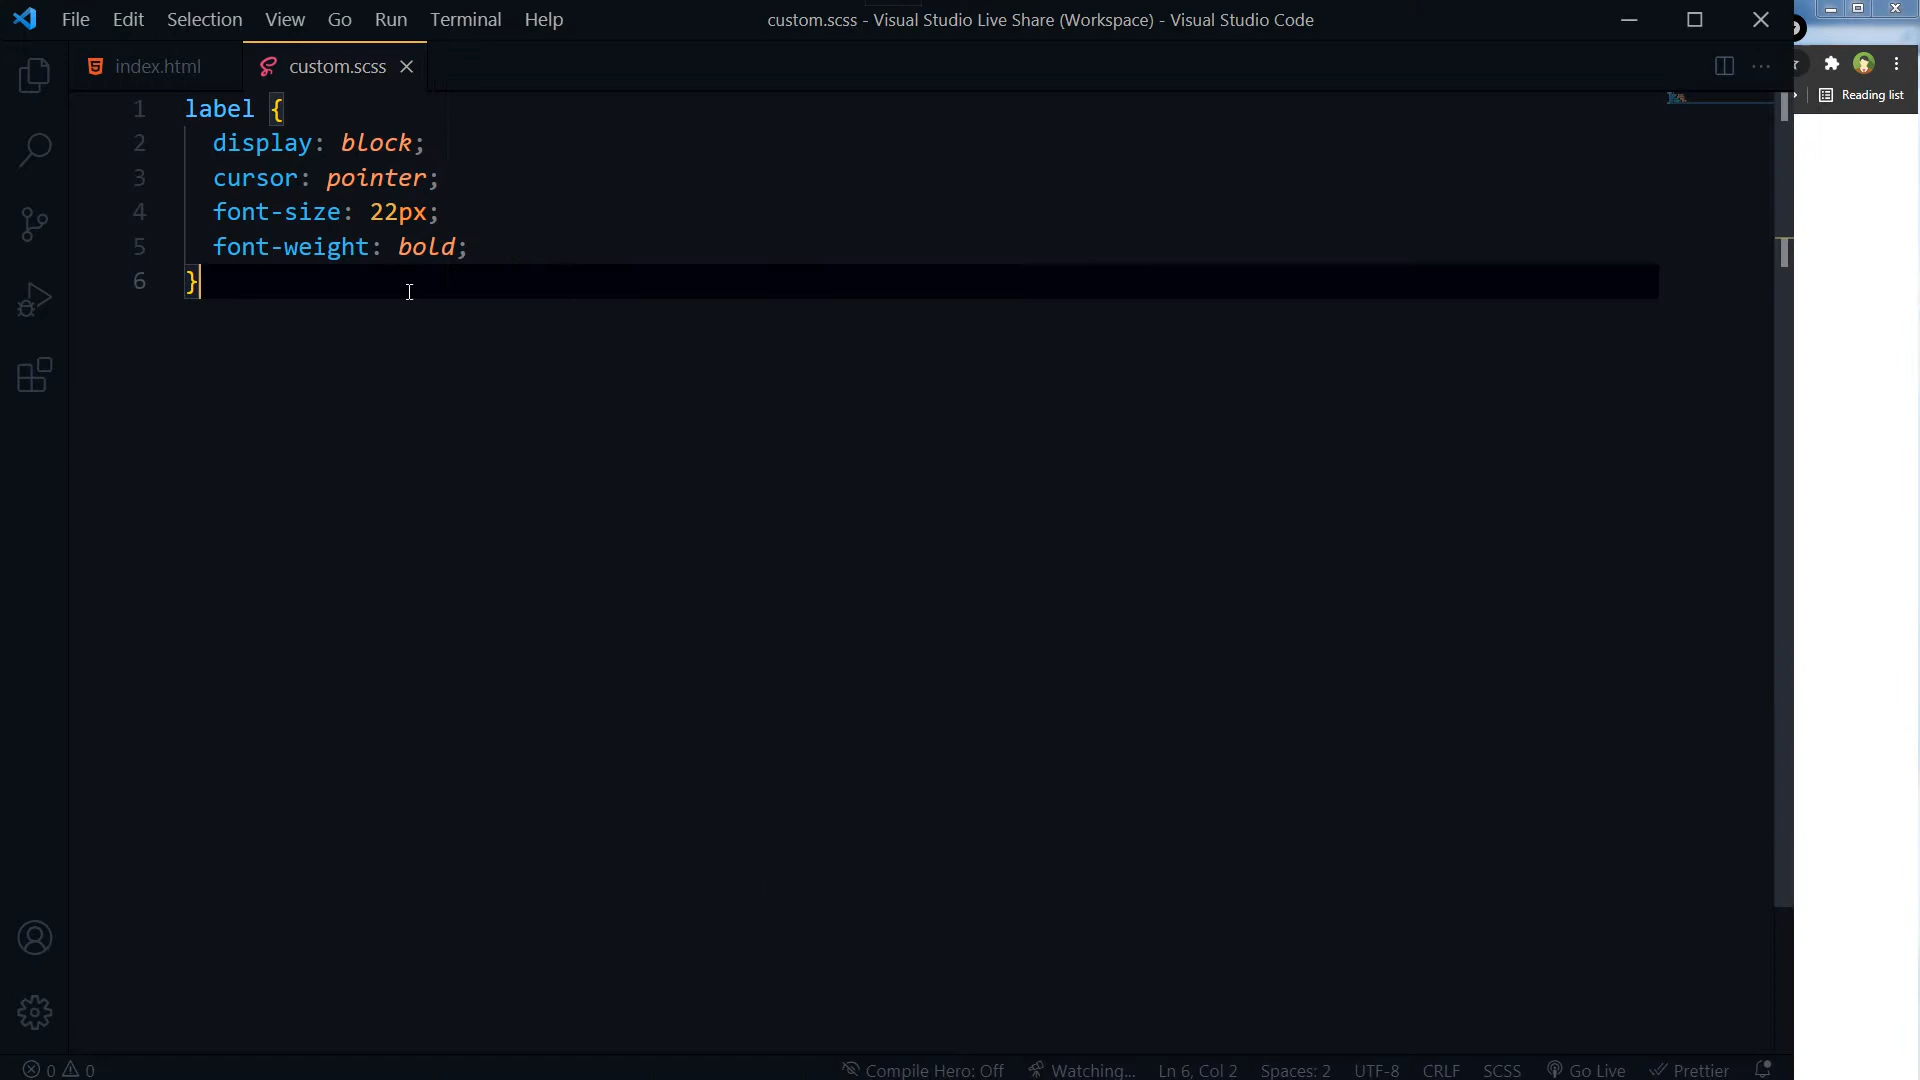 File Edit Selection View Go Run Terminal Help custom.scss - Visual Studio Live Share (Workspace) - Visual Studio Code
index.html custom.scss
Reading list
1 label {
2 display: block;
3 cursor: pointer;
4 font-size: 22px;
5 font-weight: bold;
6 }
0 0 Compile Hero: Off Watching... Ln 6, Col 2 Spaces: 2 UTF-8 CRLF SCSS Go Live Prettier